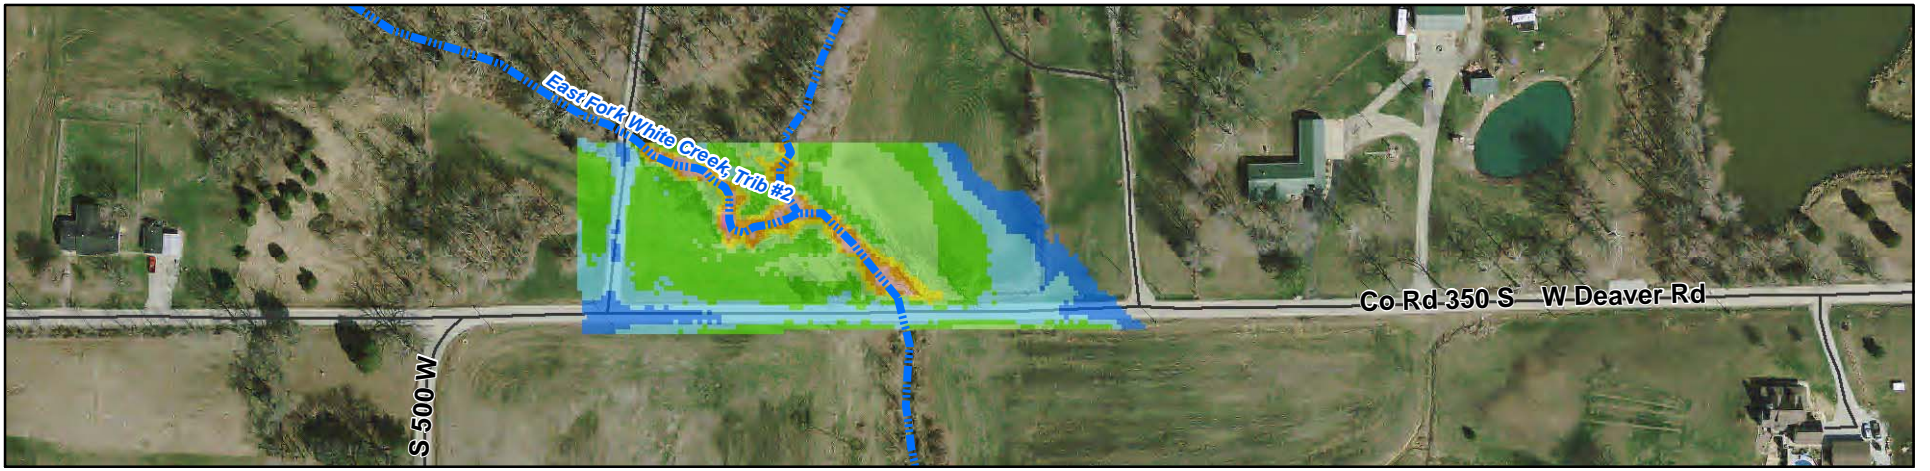 East Fork White Creek, Trib #2
Co Rd 350 S W Deaver Rd
S 500 W